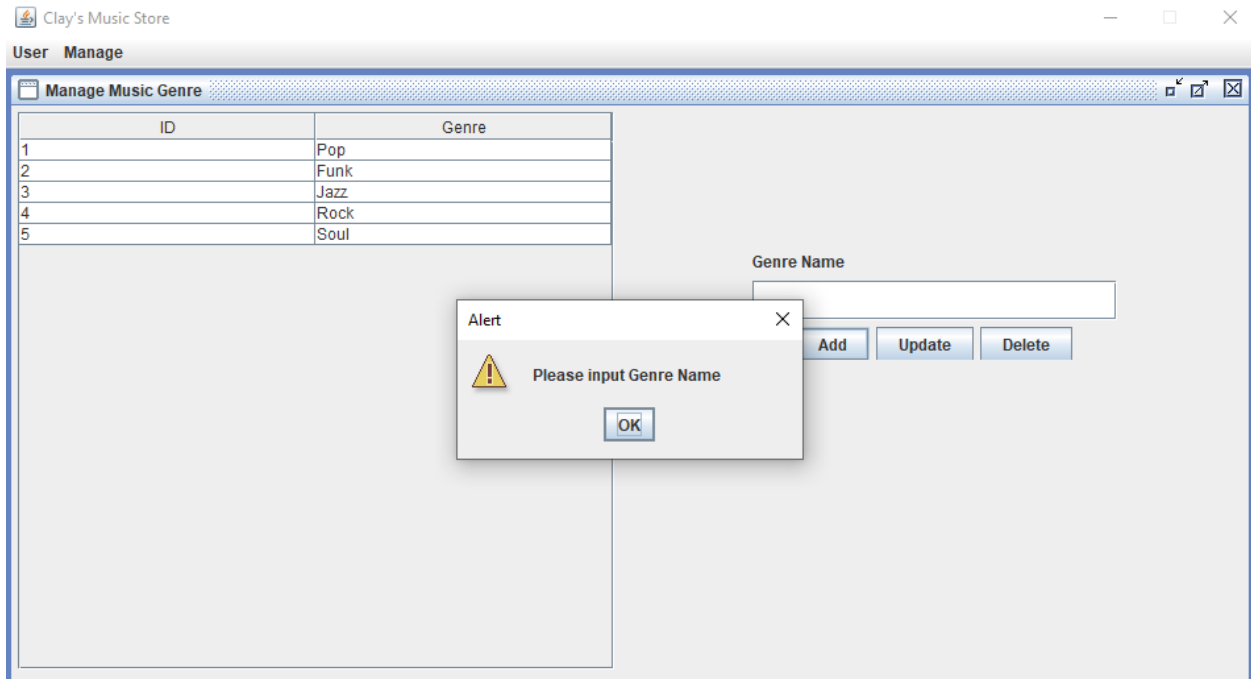 Clay's Music Store
User Manage
Manage Music Genre
ID Genre
1 Pop
2 Funk
3 Jazz
4 Rock
5 Soul
Genre Name
Add Update Delete
Alert
Please input Genre Name
OK